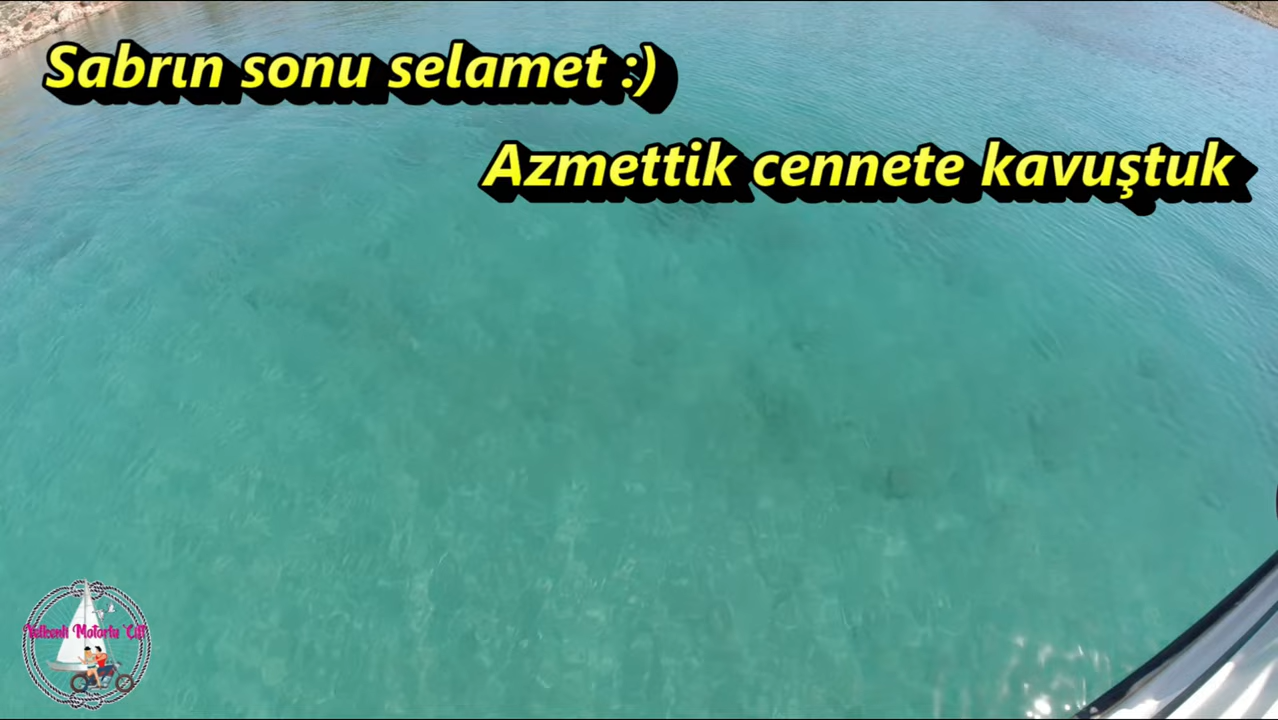 Sabrın sonu selamet :)
Azmettik cennete kavuştuk
Yelkenli Motorlu Çift